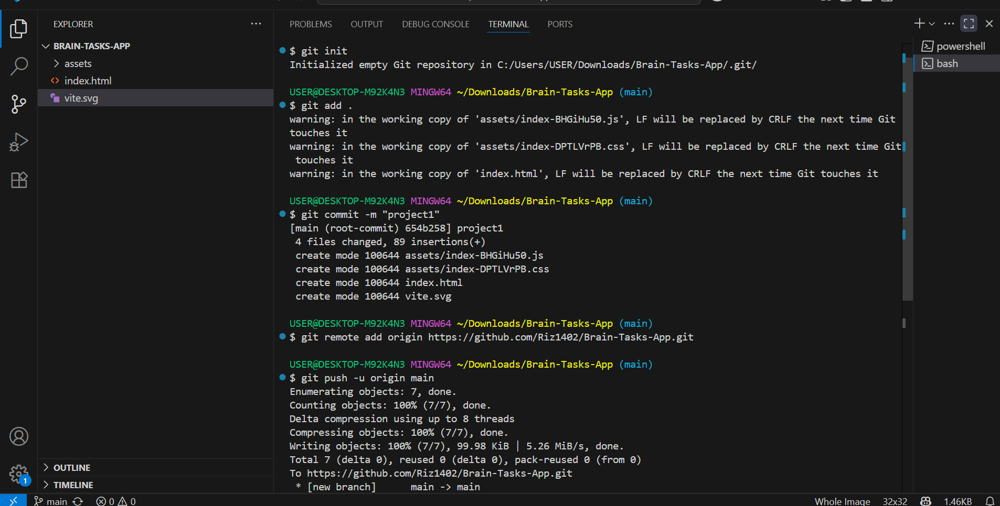 EXPLORER
BRAIN-TASKS-APP
assets
index.html
vite.svg
OUTLINE
TIMELINE
PROBLEMS OUTPUT DEBUG CONSOLE TERMINAL PORTS
$ git init
Initialized empty Git repository in C:/Users/USER/Downloads/Brain-Tasks-App/.git/
USER@DESKTOP-M92K4N3 MINGW64 ~/Downloads/Brain-Tasks-App (main)
$ git add .
warning: in the working copy of 'assets/index-BHGiHu50.js', LF will be replaced by CRLF the next time Git
touches it
warning: in the working copy of 'assets/index-DPTLVrPB.css', LF will be replaced by CRLF the next time Git
touches it
warning: in the working copy of 'index.html', LF will be replaced by CRLF the next time Git touches it
USER@DESKTOP-M92K4N3 MINGW64 ~/Downloads/Brain-Tasks-App (main)
$ git commit -m "project1"
[main (root-commit) 654b258] project1
4 files changed, 89 insertions(+)
create mode 100644 assets/index-BHGiHu50.js
create mode 100644 assets/index-DPTLVrPB.css
create mode 100644 index.html
create mode 100644 vite.svg
USER@DESKTOP-M92K4N3 MINGW64 ~/Downloads/Brain-Tasks-App (main)
$ git remote add origin https://github.com/Riz1402/Brain-Tasks-App.git
USER@DESKTOP-M92K4N3 MINGW64 ~/Downloads/Brain-Tasks-App (main)
$ git push -u origin main
Enumerating objects: 7, done.
Counting objects: 100% (7/7), done.
Delta compression using up to 8 threads
Compressing objects: 100% (7/7), done.
Writing objects: 100% (7/7), 99.98 KiB | 5.26 MiB/s, done.
Total 7 (delta 0), reused 0 (delta 0), pack-reused 0 (from 0)
To https://github.com/Riz1402/Brain-Tasks-App.git
* [new branch] main -> main
powershell
bash
1
main 0 0 Whole Image 32x32 1.46KB